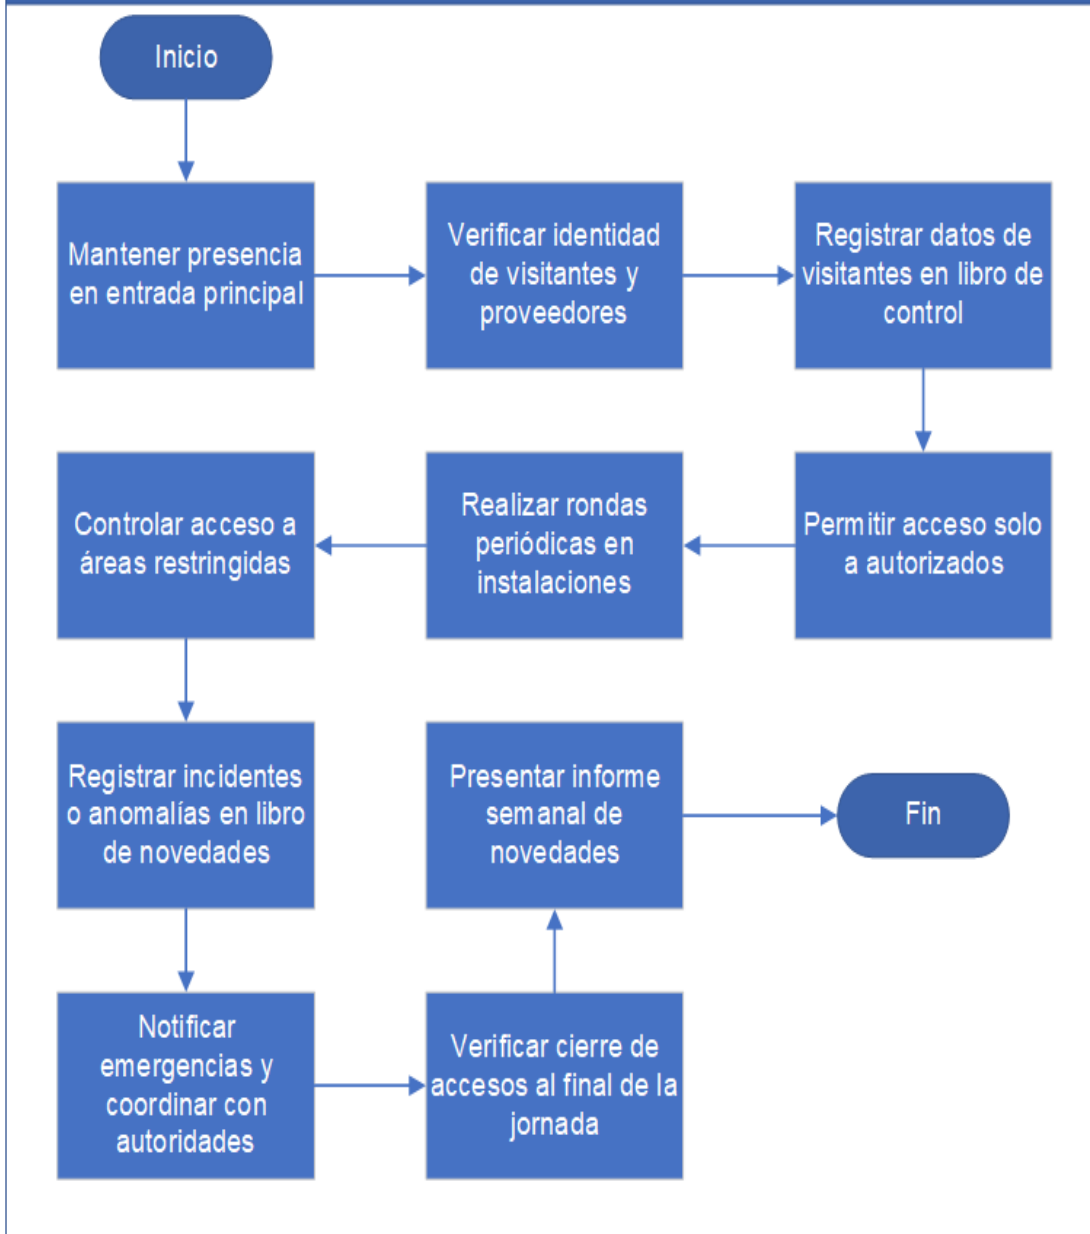 Inicio
Mantener presencia
en entrada principal
Verificar identidad
de visitantes y
proveedores
Registrar datos de
visitantes en libro de
control
Permitir acceso solo
a autorizados
Realizar rondas
periódicas en
instalaciones
Controlar acceso a
áreas restringidas
Registrar incidentes
o anomalías en libro
de novedades
Notificar
emergencias y
coordinar con
autoridades
Verificar cierre de
accesos al final de la
jornada
Presentar informe
semanal de
novedades
Fin